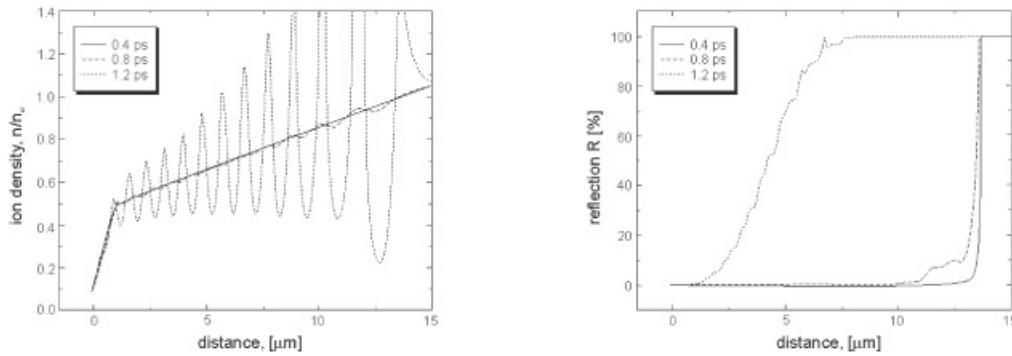 1.4
1.2
1.0
0.8
0.6
0.4
0.2
0.0
ion density, n/n
0.4 ps
0.8 ps
1.2 ps
0
5
10
15
distance, [µm]
100
80
60
40
20
0
reflection R [%]
0.4 ps
0.8 ps
1.2 ps
0
5
10
15
distance, [µm]